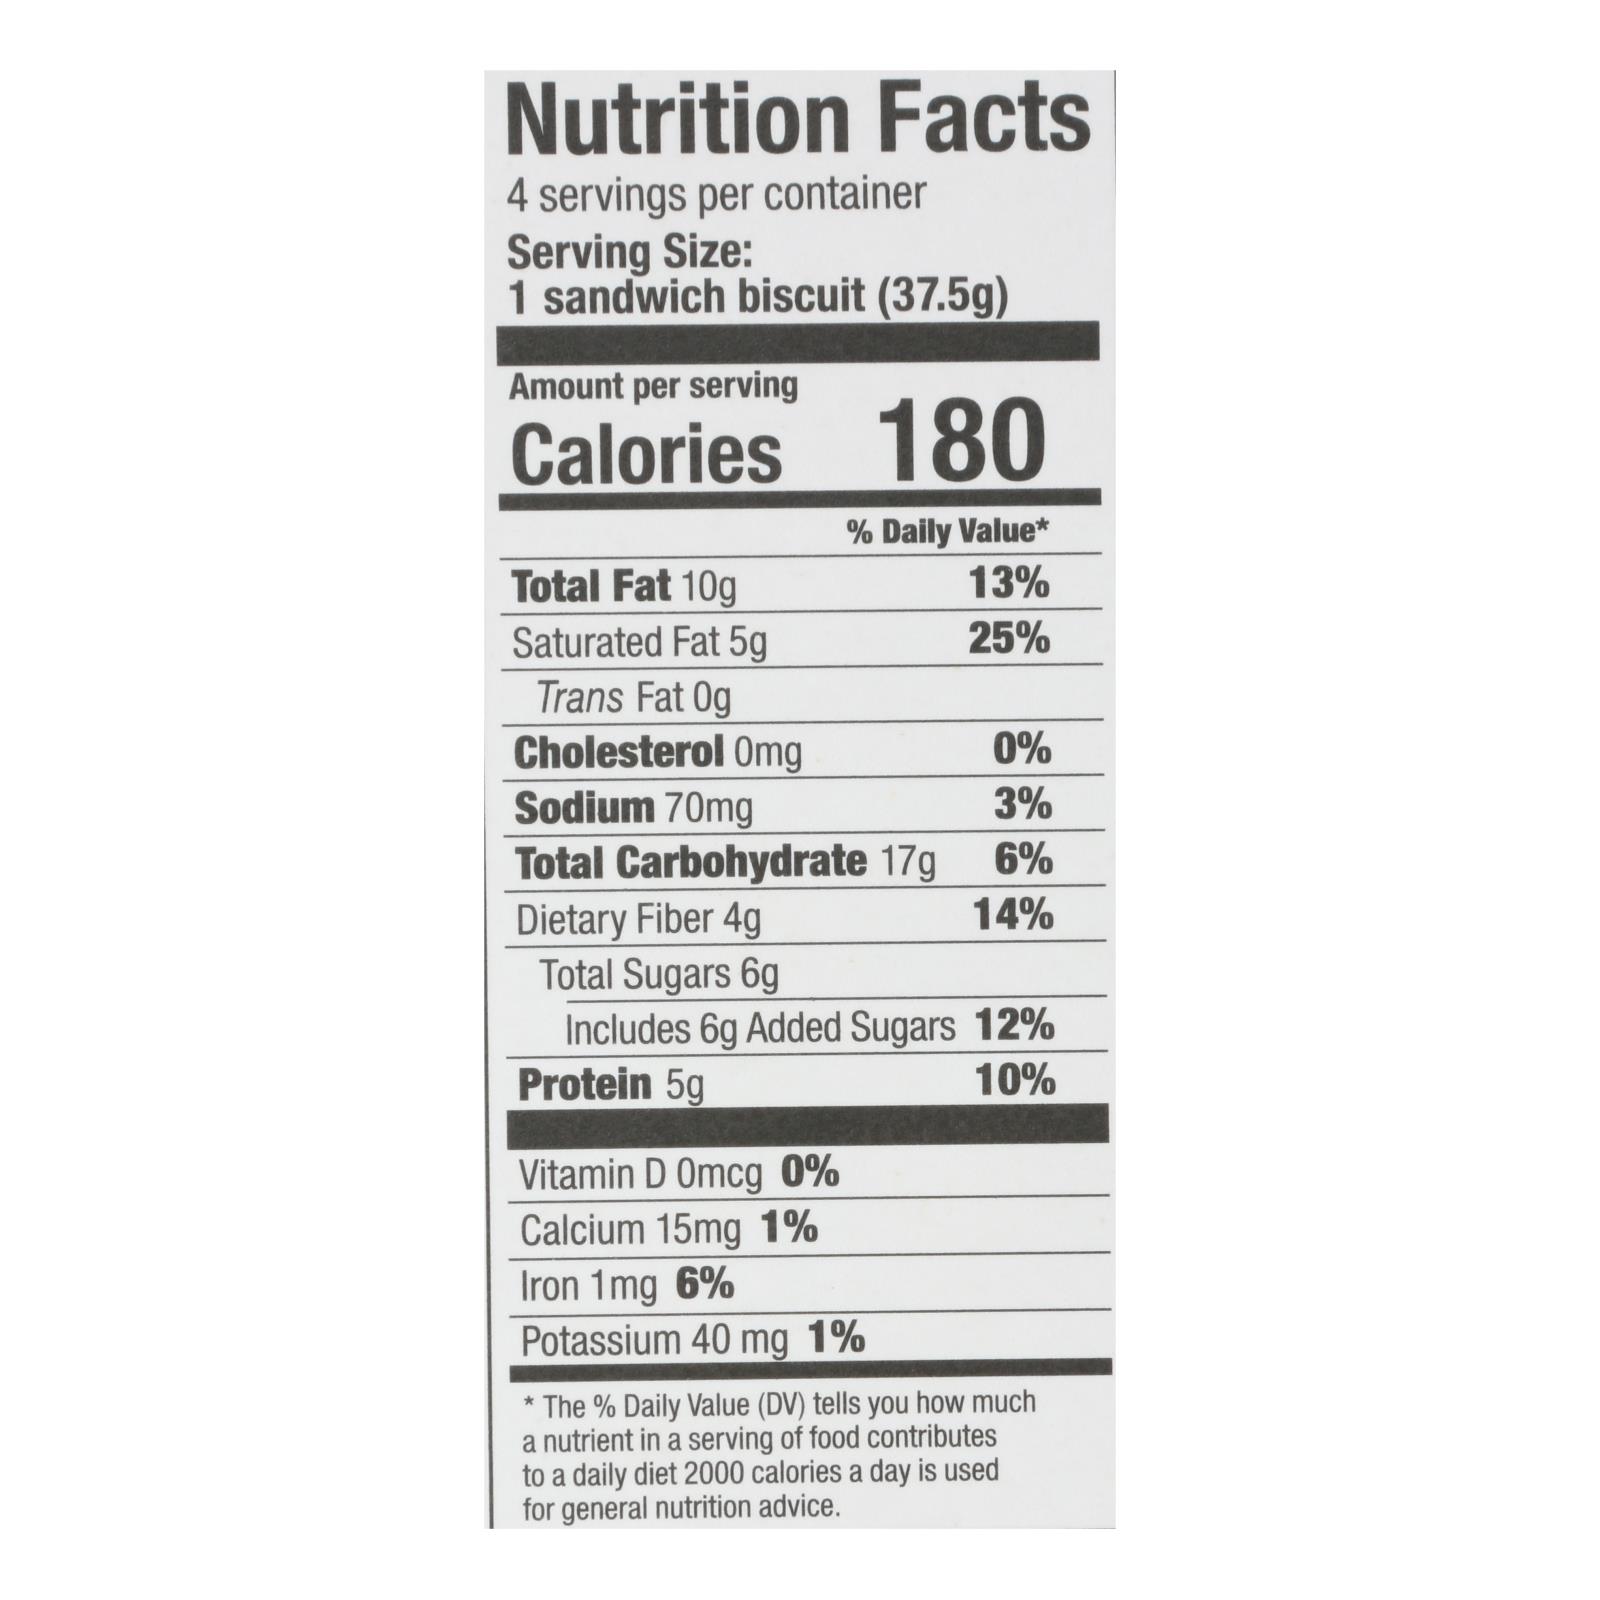 Nutrition Facts
4 servings per container
Serving Size:
1 sandwich biscuit (37.5g)
Amount per serving
Calories 180
% Daily Value*
Total Fat 10g 13%
Saturated Fat 5g 25%
Trans Fat 0g
Cholesterol 0mg 0%
Sodium 70mg 3%
Total Carbohydrate 17g 6%
Dietary Fiber 4g 14%
Total Sugars 6g
Includes 6g Added Sugars 12%
Protein 5g 10%
Vitamin D 0mcg 0%
Calcium 15mg 1%
Iron 1mg 6%
Potassium 40 mg 1%
* The % Daily Value (DV) tells you how much
a nutrient in a serving of food contributes
to a daily diet 2000 calories a day is used
for general nutrition advice.